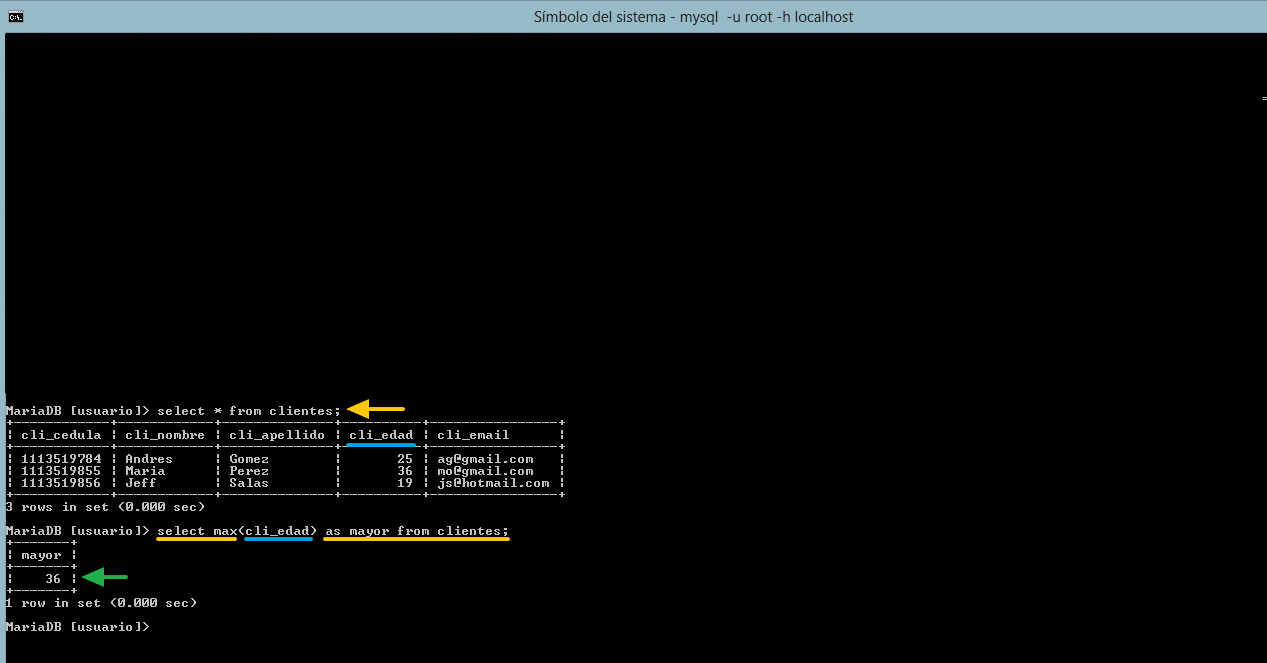 Símbolo del sistema - mysql -u root -h localhost
MariaDB [usuario]> select * from clientes;
+------------+------------+--------------+----------+----------------+
| cli_cedula | cli_nombre | cli_apellido | cli_edad | cli_email      |
+------------+------------+--------------+----------+----------------+
| 1113519784 | Andres     | Gomez        |       25 | ag@gmail.com   |
| 1113519855 | Maria      | Perez        |       36 | mo@gmail.com   |
| 1113519856 | Jeff       | Salas        |       19 | js@hotmail.com |
+------------+------------+--------------+----------+----------------+
3 rows in set (0.000 sec)
MariaDB [usuario]> select max(cli_edad) as mayor from clientes;
+-------+
| mayor |
+-------+
|    36 |
+-------+
1 row in set (0.000 sec)
MariaDB [usuario]>